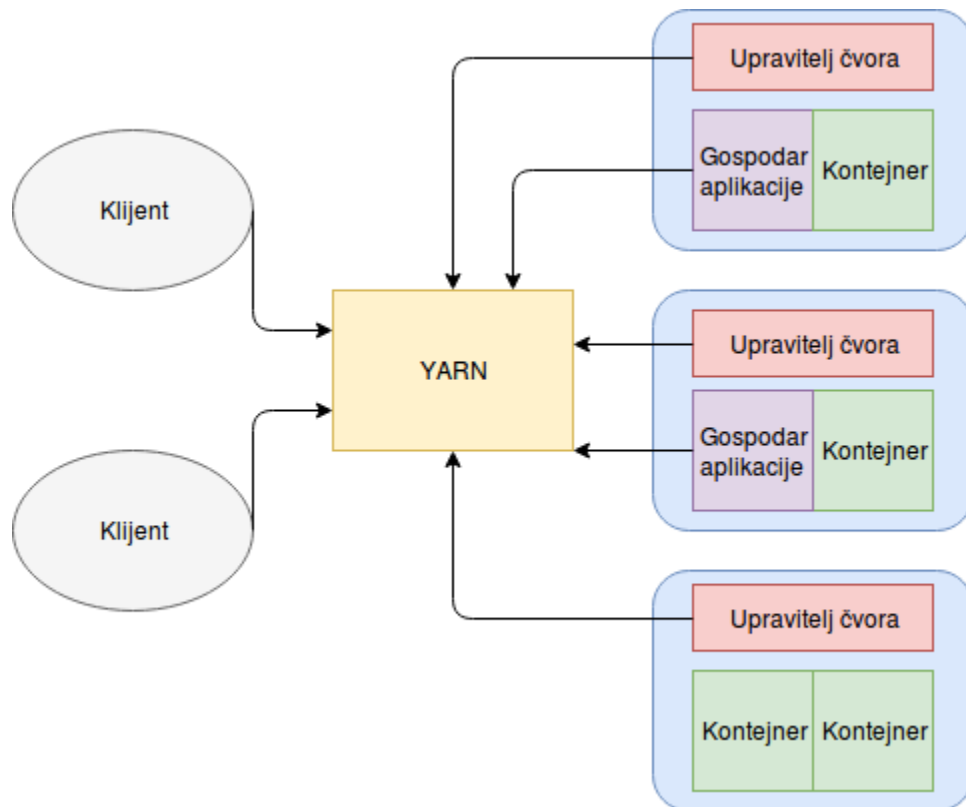 Upravitelj čvora
Gospodar
aplikacije
Kontejner
Klijent
YARN
Upravitelj čvora
Gospodar
aplikacije
Kontejner
Klijent
Upravitelj čvora
Kontejner
Kontejner